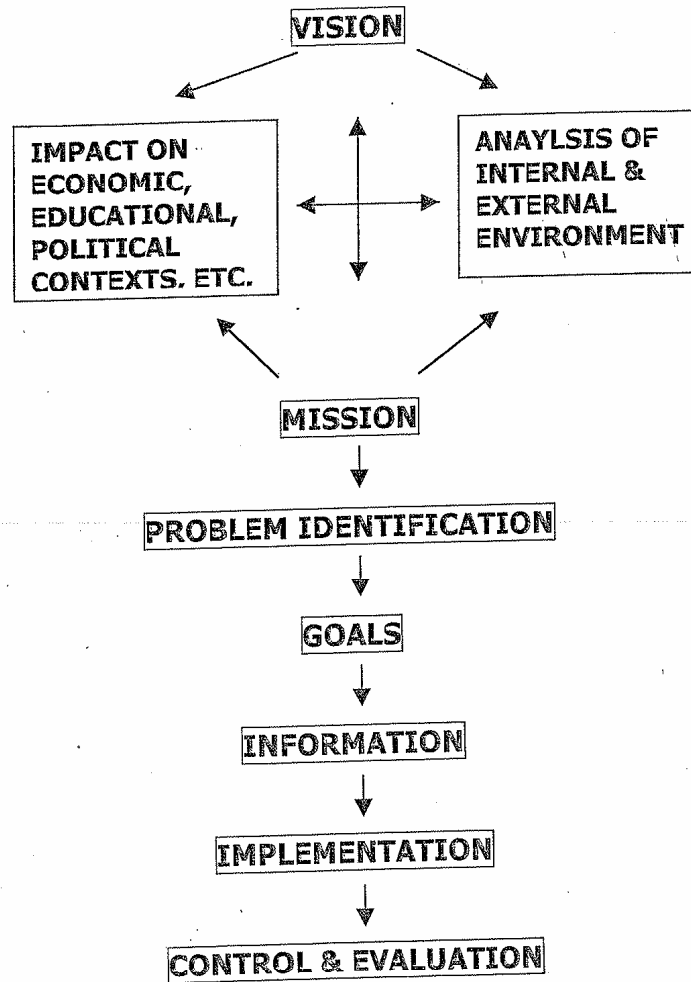 VISION
IMPACT ON
ECONOMIC,
EDUCATIONAL,
POLITICAL
CONTEXTS. ETC.
ANAYLSIS OF
INTERNAL &
EXTERNAL
ENVIRONMENT
MISSION
PROBLEM IDENTIFICATION
GOALS
INFORMATION
IMPLEMENTATION
CONTROL & EVALUATION